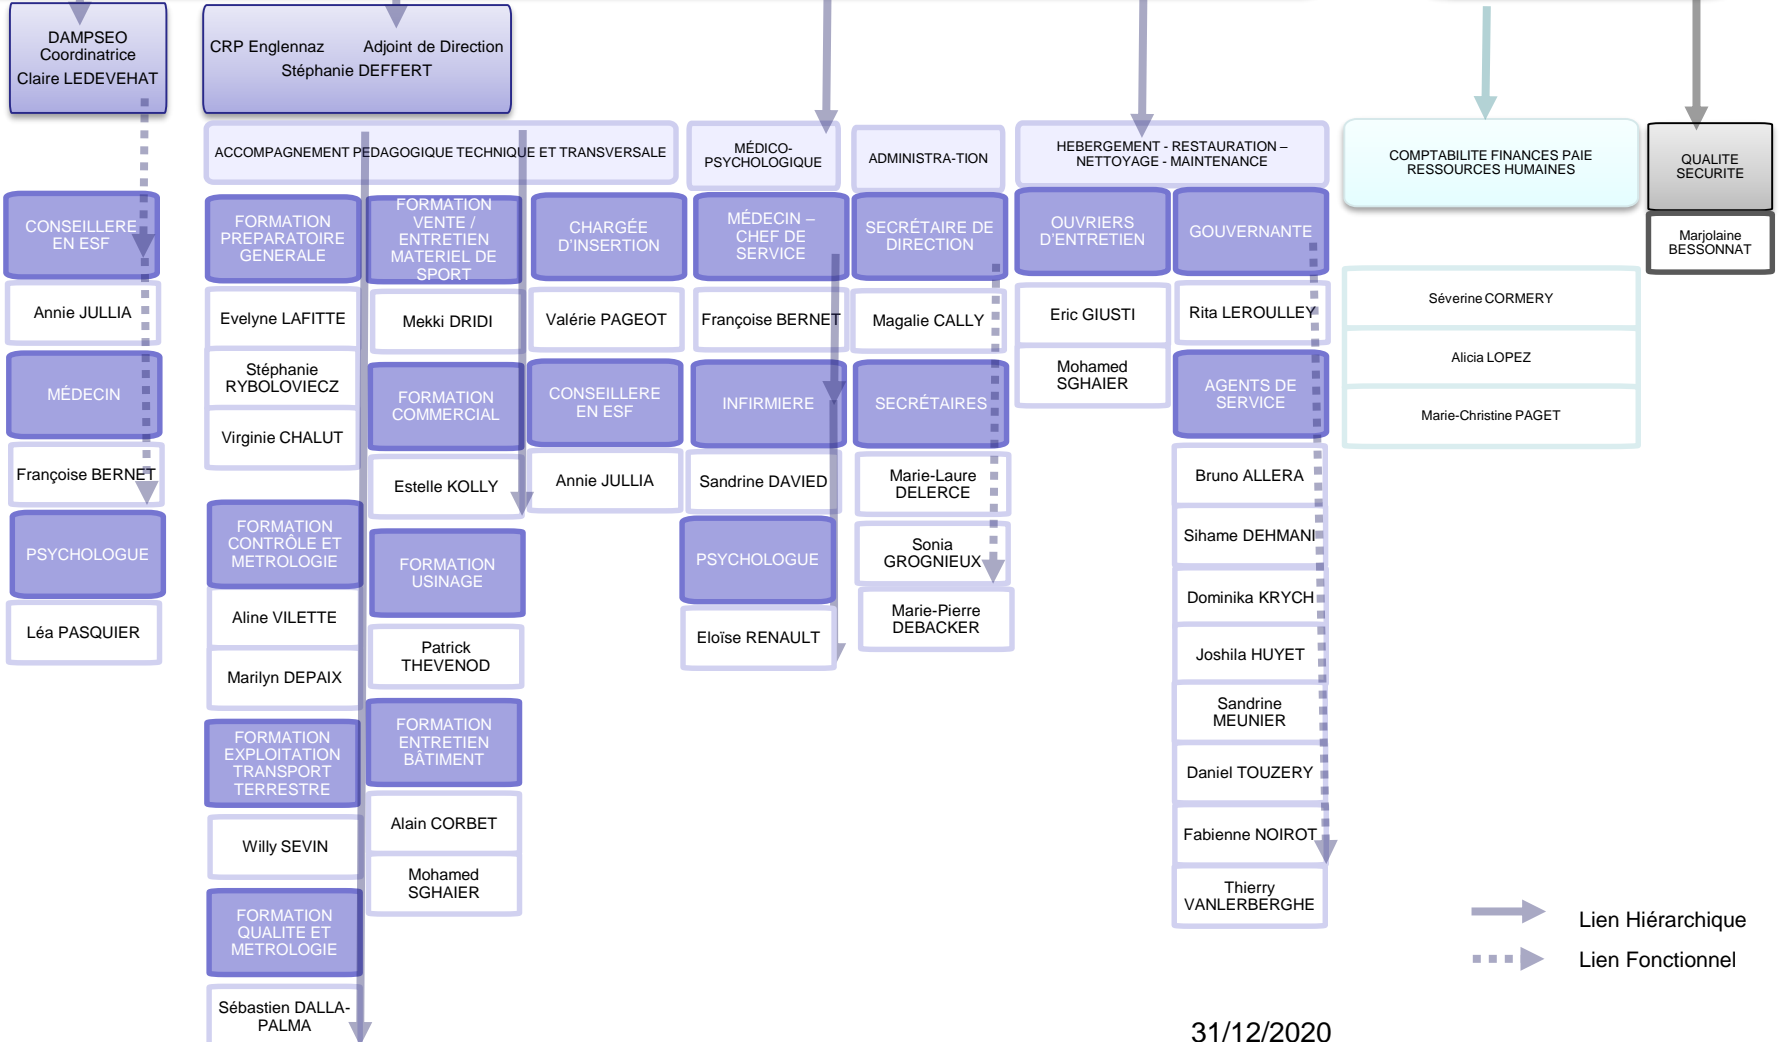 DAMPSEO
Coordinatrice
Claire LEDEVEHAT
CRP Englennaz Adjoint de Direction
Stéphanie DEFFERT
ACCOMPAGNEMENT PEDAGOGIQUE TECHNIQUE ET TRANSVERSALE
MÉDICO-
PSYCHOLOGIQUE
ADMINISTRA-TION
HEBERGEMENT - RESTAURATION –
NETTOYAGE - MAINTENANCE
COMPTABILITE FINANCES PAIE
RESSOURCES HUMAINES
QUALITE
SECURITE
Marjolaine
BESSONNAT
CONSEILLERE
EN ESF
Annie JULLIA
MÉDECIN
Françoise BERNET
PSYCHOLOGUE
Léa PASQUIER
FORMATION
PREPARATOIRE
GENERALE
Evelyne LAFITTE
Stéphanie
RYBOLOVIECZ
Virginie CHALUT
FORMATION
CONTRÔLE ET
METROLOGIE
Aline VILETTE
Marilyn DEPAIX
FORMATION
EXPLOITATION
TRANSPORT
TERRESTRE
Willy SEVIN
FORMATION
QUALITE ET
METROLOGIE
Sébastien DALLA-
PALMA
FORMATION
VENTE /
ENTRETIEN
MATERIEL DE
SPORT
Mekki DRIDI
FORMATION
COMMERCIAL
Estelle KOLLY
FORMATION
USINAGE
Patrick
THEVENOD
FORMATION
ENTRETIEN
BÂTIMENT
Alain CORBET
Mohamed
SGHAIER
CHARGÉE
D'INSERTION
Valérie PAGEOT
CONSEILLERE
EN ESF
Annie JULLIA
MÉDECIN –
CHEF DE
SERVICE
Françoise BERNET
INFIRMIERE
Sandrine DAVIED
PSYCHOLOGUE
Eloïse RENAULT
SECRÉTAIRE DE
DIRECTION
Magalie CALLY
SECRÉTAIRES
Marie-Laure
DELERCE
Sonia
GROGNIEUX
Marie-Pierre
DEBACKER
OUVRIERS
D'ENTRETIEN
Eric GIUSTI
Mohamed
SGHAIER
GOUVERNANTE
Rita LEROULLEY
AGENTS DE
SERVICE
Bruno ALLERA
Sihame DEHMANI
Dominika KRYCH
Joshila HUYET
Sandrine
MEUNIER
Daniel TOUZERY
Fabienne NOIROT
Thierry
VANLERBERGHE
Séverine CORMERY
Alicia LOPEZ
Marie-Christine PAGET
Lien Hiérarchique
Lien Fonctionnel
31/12/2020